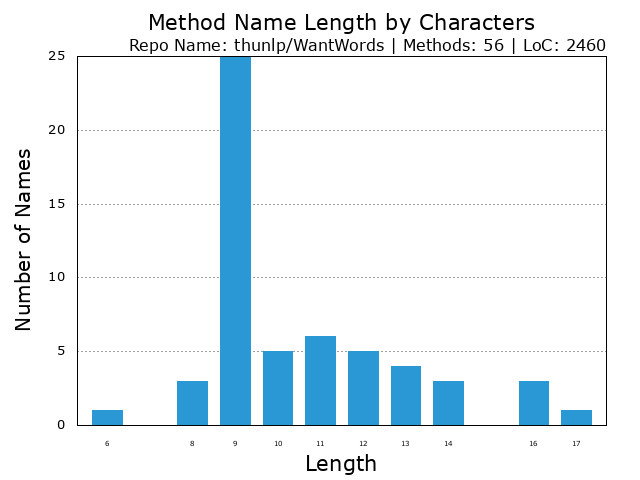 Method Name Length by Characters
Repo Name: thunlp/WantWords | Methods: 56 | LoC: 2460
25
20
15
10
5
0
Number of Names
6 8 9 10 11 12 13 14 16 17
Length